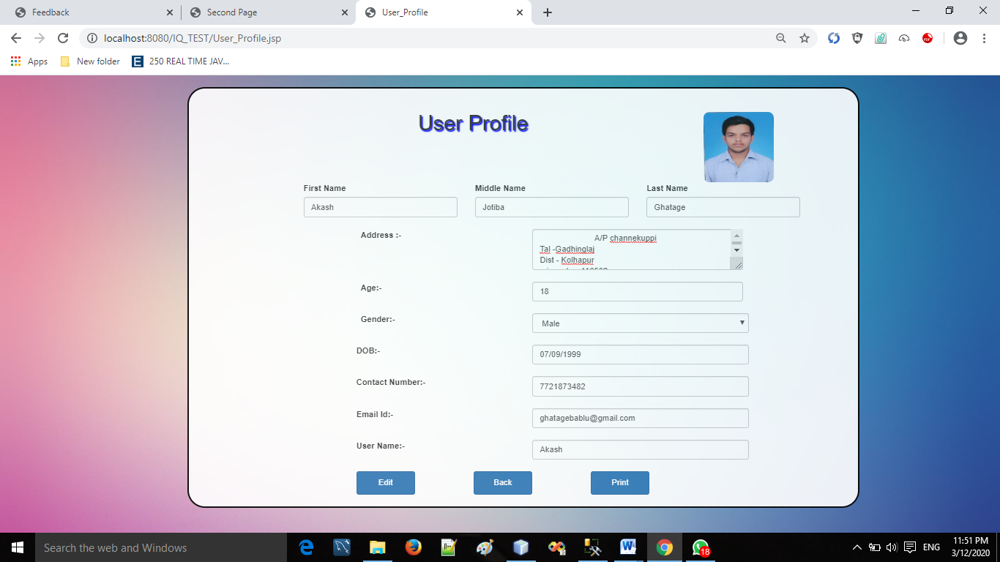 Feedback
Second Page
User_Profile
localhost:8080/IQ_TEST/User_Profile.jsp
Apps
New folder
E
250 REAL TIME JAV...
User Profile
First Name
Middle Name
Last Name
Akash
Jotiba
Ghatage
Address :-
A/P channekuppi
Tal -Gadhinglaj
Dist - Kolhapur
Age:-
18
Gender:-
Male
DOB:-
07/09/1999
Contact Number:-
7721873482
Email Id:-
ghatagebablu@gmail.com
User Name:-
Akash
Edit
Back
Print
Search the web and Windows
18
ENG
11:51 PM
3/12/2020